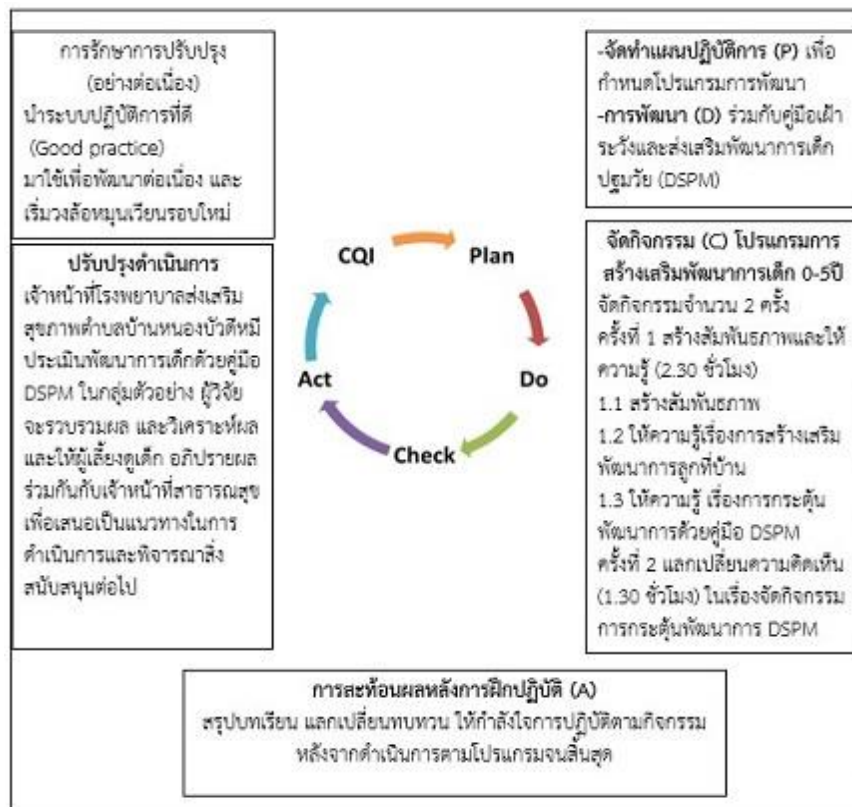 การรักษาการปรับปรุง
(อย่างต่อเนื่อง)
นำระบบปฏิบัติการที่ดี
(Good practice)
มาใช้เพื่อพัฒนาต่อเนื่อง และ
เริ่มวงล้อหมุนเวียนรอบใหม่
-จัดทำแผนปฏิบัติการ (P) เพื่อ
กำหนดโปรแกรมการพัฒนา
-การพัฒนา (D) ร่วมกับคู่มือเฝ้า
ระวังและส่งเสริมพัฒนาการเด็ก
ปฐมวัย (DSPM)
ปรับปรุงดำเนินการ
เจ้าหน้าที่โรงพยาบาลส่งเสริม
สุขภาพตำบลบ้านหนองบัวดีหมี
ประเมินพัฒนาการเด็กด้วยคู่มือ
DSPM ในกลุ่มตัวอย่าง ผู้วิจัย
จะรวบรวมผล และวิเคราะห์ผล
และให้ผู้เลี้ยงดูเด็ก อภิปรายผล
ร่วมกันกับเจ้าหน้าที่สาธารณสุข
เพื่อเสนอเป็นแนวทางในการ
ดำเนินการและพิจารณาสิ่ง
สนับสนุนต่อไป
CQI
Plan
Do
Check
Act
จัดกิจกรรม (C) โปรแกรมการ
สร้างเสริมพัฒนาการเด็ก 0-5ปี
จัดกิจกรรมจำนวน 2 ครั้ง
ครั้งที่ 1 สร้างสัมพันธภาพและให้
ความรู้ (2.30 ชั่วโมง)
1.1 สร้างสัมพันธภาพ
1.2 ให้ความรู้เรื่องการสร้างเสริม
พัฒนาการลูกที่บ้าน
1.3 ให้ความรู้ เรื่องการกระตุ้น
พัฒนาการด้วยคู่มือ DSPM
ครั้งที่ 2 แลกเปลี่ยนความคิดเห็น
(1.30 ชั่วโมง) ในเรื่องจัดกิจกรรม
การกระตุ้นพัฒนาการ DSPM
การสะท้อนผลหลังการฝึกปฏิบัติ (A)
สรุปบทเรียน แลกเปลี่ยนทบทวน ให้กำลังใจการปฏิบัติตามกิจกรรม
หลังจากดำเนินการตามโปรแกรมจนสิ้นสุด